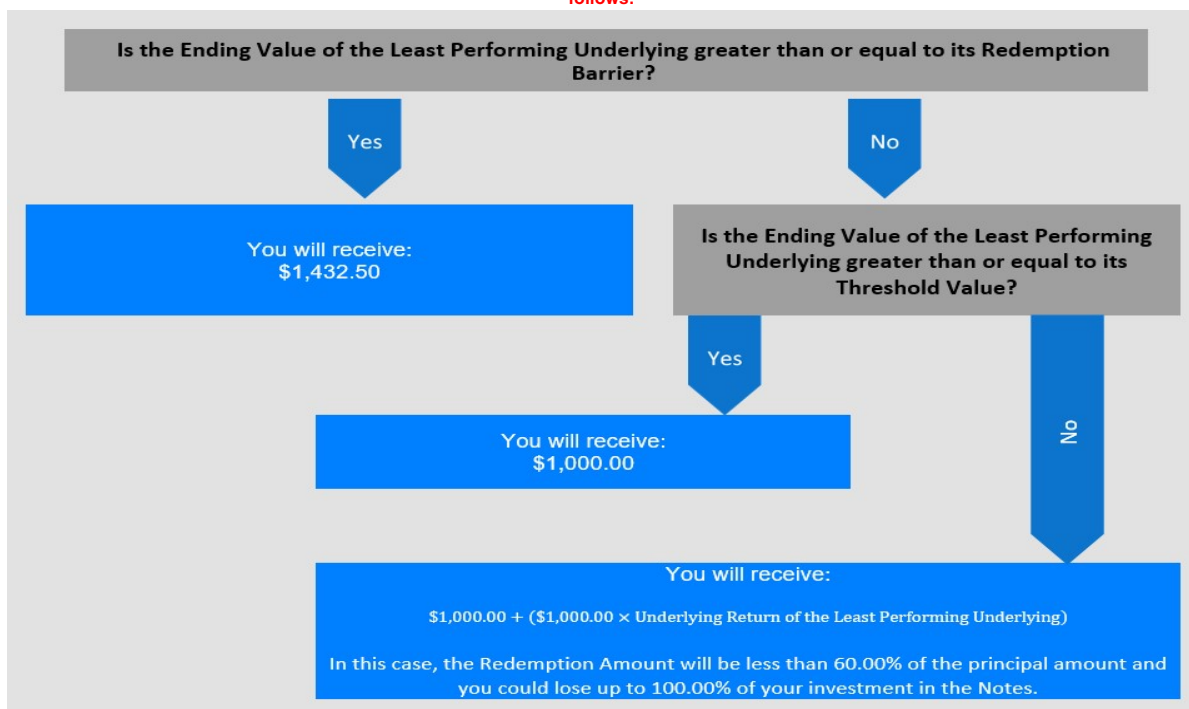 follows:
Is the Ending Value of the Least Performing Underlying greater than or equal to its Redemption
Barrier?
Yes
No
You will receive:
$1,432.50
Is the Ending Value of the Least Performing
Underlying greater than or equal to its
Threshold Value?
Yes
No
You will receive:
$1,000.00
You will receive:
$1,000.00 + ($1,000.00 × Underlying Return of the Least Performing Underlying)
In this case, the Redemption Amount will be less than 60.00% of the principal amount and
you could lose up to 100.00% of your investment in the Notes.